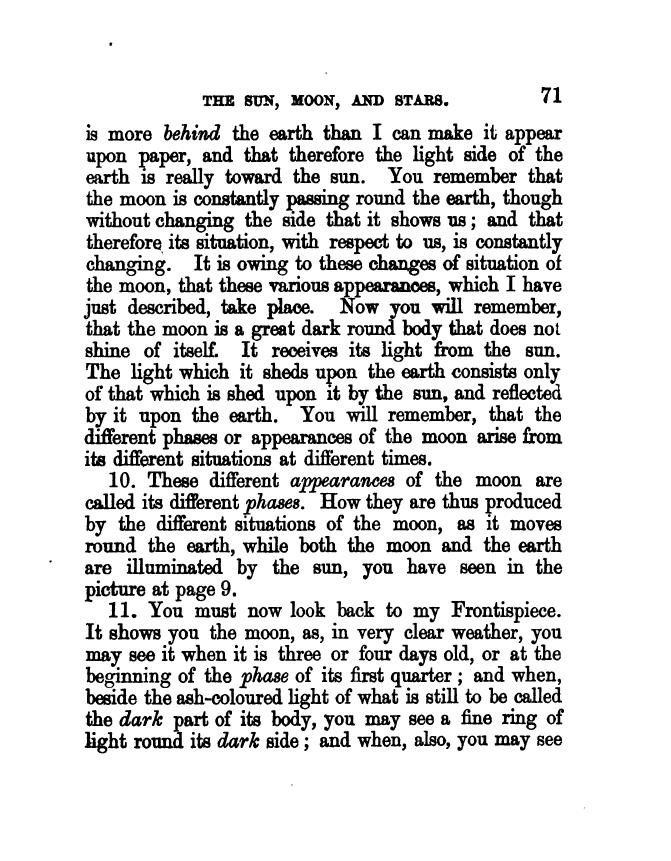 THE SUN, MOON, AND STARS. 71
is more behind the earth than I can make it appear
upon paper, and that therefore the light side of the
earth is really toward the sun. You remember that
the moon is constantly passing round the earth, though
without changing the side that it shows us; and that
therefore its situation, with respect to us, is constantly
changing. It is owing to these changes of situation of
the moon, that these various appearances, which I have
just described, take place. Now you will remember,
that the moon is a great dark round body that does not
shine of itself. It receives its light from the sun.
The light which it sheds upon the earth consists only
of that which is shed upon it by the sun, and reflected
by it upon the earth. You will remember, that the
different phases or appearances of the moon arise from
its different situations at different times.
10. These different appearances of the moon are
called its different phases. How they are thus produced
by the different situations of the moon, as it moves
round the earth, while both the moon and the earth
are illuminated by the sun, you have seen in the
picture at page 9.
11. You must now look back to my Frontispiece.
It shows you the moon, as, in very clear weather, you
may see it when it is three or four days old, or at the
beginning of the phase of its first quarter; and when,
beside the ash-coloured light of what is still to be called
the dark part of its body, you may see a fine ring of
light round its dark side; and when, also, you may see